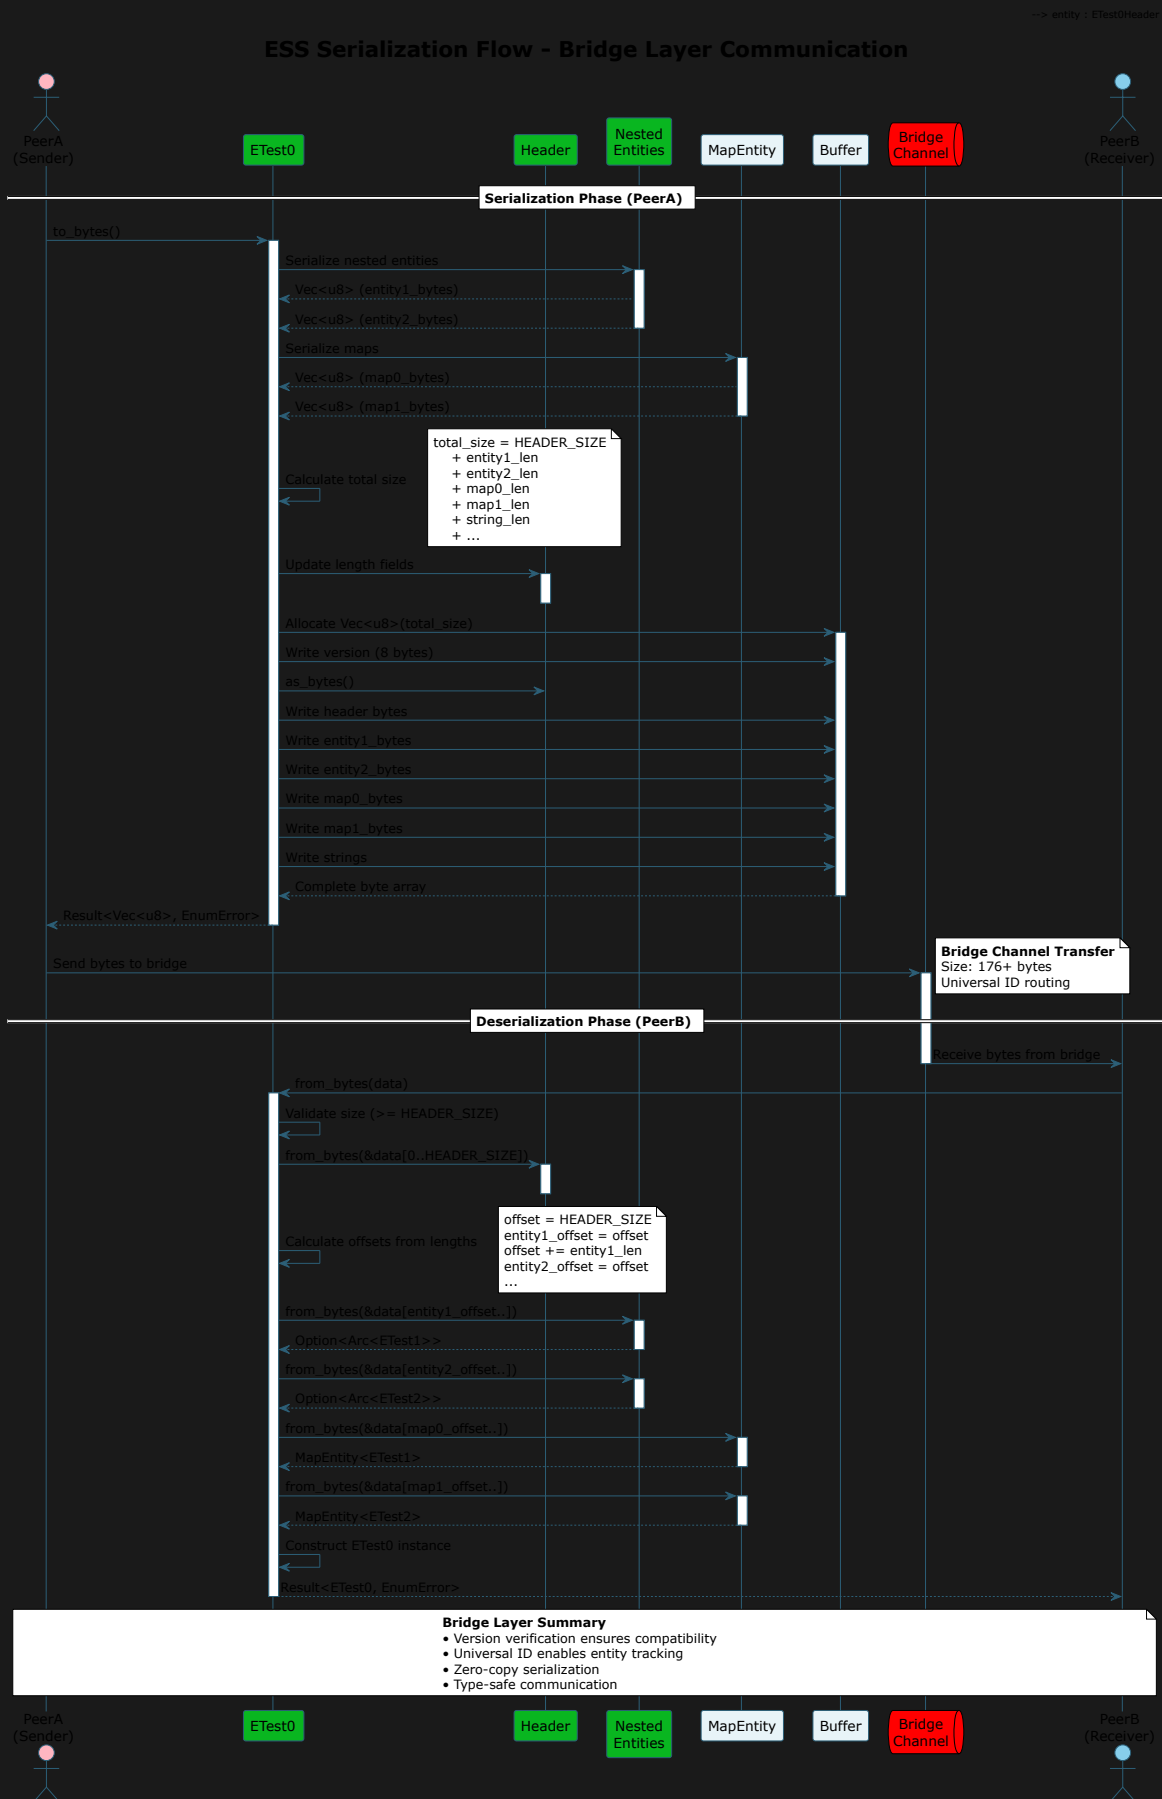 --> entity : ETest0Header
ESS Serialization Flow - Bridge Layer Communication
PeerA
(Sender)
ETest0
Header
Nested
Entities
MapEntity
Buffer
Bridge
Channel
PeerB
(Receiver)
Serialization Phase (PeerA)
to_bytes()
Serialize nested entities
Vec<u8> (entity1_bytes)
Vec<u8> (entity2_bytes)
Serialize maps
Vec<u8> (map0_bytes)
Vec<u8> (map1_bytes)
Calculate total size
total_size = HEADER_SIZE
+ entity1_len
+ entity2_len
+ map0_len
+ map1_len
+ string_len
+ ...
Update length fields
Allocate Vec<u8>(total_size)
Write version (8 bytes)
as_bytes()
Write header bytes
Write entity1_bytes
Write entity2_bytes
Write map0_bytes
Write map1_bytes
Write strings
Complete byte array
Result<Vec<u8>, EnumError>
Send bytes to bridge
Bridge Channel Transfer
Size: 176+ bytes
Universal ID routing
Deserialization Phase (PeerB)
Receive bytes from bridge
from_bytes(data)
Validate size (>= HEADER_SIZE)
from_bytes(&data[0..HEADER_SIZE])
Calculate offsets from lengths
offset = HEADER_SIZE
entity1_offset = offset
offset += entity1_len
entity2_offset = offset
...
from_bytes(&data[entity1_offset..])
Option<Arc<ETest1>>
from_bytes(&data[entity2_offset..])
Option<Arc<ETest2>>
from_bytes(&data[map0_offset..])
MapEntity<ETest1>
from_bytes(&data[map1_offset..])
MapEntity<ETest2>
Construct ETest0 instance
Result<ETest0, EnumError>
Bridge Layer Summary
• Version verification ensures compatibility
• Universal ID enables entity tracking
• Zero-copy serialization
• Type-safe communication
PeerA
(Sender)
ETest0
Header
Nested
Entities
MapEntity
Buffer
Bridge
Channel
PeerB
(Receiver)